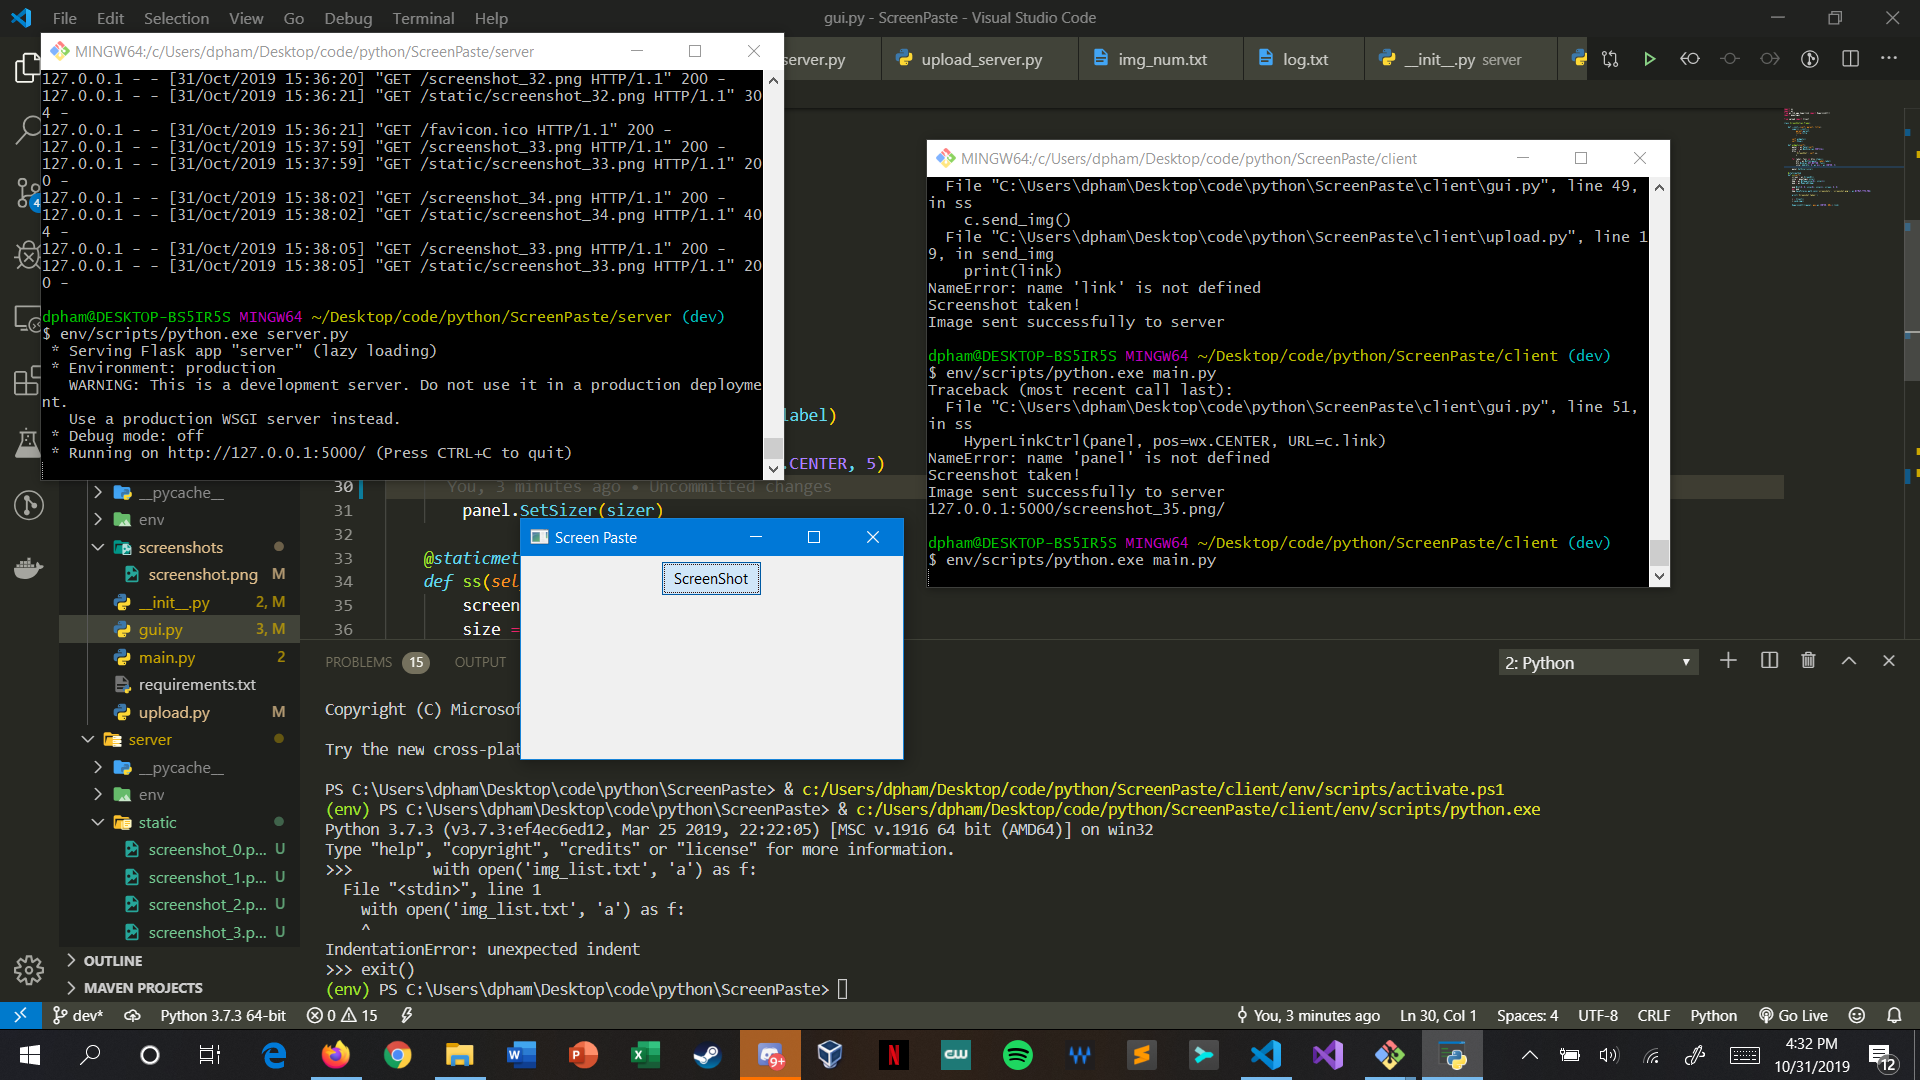 File Edit Selection View Go Debug Terminal Help
gui.py - ScreenPaste - Visual Studio Code
MINGW64:/c/Users/dpham/Desktop/code/python/ScreenPaste/server
127.0.0.1 - - [31/Oct/2019 15:36:20] "GET /screenshot_32.png HTTP/1.1" 200 -
127.0.0.1 - - [31/Oct/2019 15:36:21] "GET /static/screenshot_32.png HTTP/1.1" 30
4 -
127.0.0.1 - - [31/Oct/2019 15:36:21] "GET /favicon.ico HTTP/1.1" 200 -
127.0.0.1 - - [31/Oct/2019 15:37:59] "GET /screenshot_33.png HTTP/1.1" 200 -
127.0.0.1 - - [31/Oct/2019 15:37:59] "GET /static/screenshot_33.png HTTP/1.1" 20
0 -
127.0.0.1 - - [31/Oct/2019 15:38:02] "GET /screenshot_34.png HTTP/1.1" 200 -
127.0.0.1 - - [31/Oct/2019 15:38:02] "GET /static/screenshot_34.png HTTP/1.1" 40
4 -
127.0.0.1 - - [31/Oct/2019 15:38:05] "GET /screenshot_33.png HTTP/1.1" 200 -
127.0.0.1 - - [31/Oct/2019 15:38:05] "GET /static/screenshot_33.png HTTP/1.1" 20
0 -
dpham@DESKTOP-BS5IR5S MINGW64 ~/Desktop/code/python/ScreenPaste/server (dev)
$ env/scripts/python.exe server.py
* Serving Flask app "server" (lazy loading)
* Environment: production
WARNING: This is a development server. Do not use it in a production deployme
nt.
Use a production WSGI server instead.
* Debug mode: off
* Running on http://127.0.0.1:5000/ (Press CTRL+C to quit)
server.py upload_server.py img_num.txt log.txt __init__.py server
MINGW64:/c/Users/dpham/Desktop/code/python/ScreenPaste/client
File "C:\Users\dpham\Desktop\code\python\ScreenPaste\client\gui.py", line 49,
in ss
c.send_img()
File "C:\Users\dpham\Desktop\code\python\ScreenPaste\client\upload.py", line 1
9, in send_img
print(link)
NameError: name 'link' is not defined
Screenshot taken!
Image sent successfully to server
dpham@DESKTOP-BS5IR5S MINGW64 ~/Desktop/code/python/ScreenPaste/client (dev)
$ env/scripts/python.exe main.py
Traceback (most recent call last):
File "C:\Users\dpham\Desktop\code\python\ScreenPaste\client\gui.py", line 51,
in ss
HyperLinkCtrl(panel, pos=wx.CENTER, URL=c.link)
NameError: name 'panel' is not defined
Screenshot taken!
Image sent successfully to server
127.0.0.1:5000/screenshot_35.png/
dpham@DESKTOP-BS5IR5S MINGW64 ~/Desktop/code/python/ScreenPaste/client (dev)
$ env/scripts/python.exe main.py
label)
.CENTER, 5)
30 You, 3 minutes ago • Uncommitted changes
31 panel.SetSizer(sizer)
32
33 @staticmet
34 def ss(sel
35 screen
36 size =
Screen Paste
ScreenShot
4
__pycache__
env
screenshots
screenshot.png M
__init__.py 2, M
gui.py 3, M
main.py 2
requirements.txt
upload.py M
server
__pycache__
env
static
screenshot_0.p... U
screenshot_1.p... U
screenshot_2.p... U
screenshot_3.p... U
OUTLINE
MAVEN PROJECTS
PROBLEMS 15 OUTPUT
2: Python
Copyright (C) Microsof
Try the new cross-plat
PS C:\Users\dpham\Desktop\code\python\ScreenPaste> & c:/Users/dpham/Desktop/code/python/ScreenPaste/client/env/scripts/activate.ps1
(env) PS C:\Users\dpham\Desktop\code\python\ScreenPaste> & c:/Users/dpham/Desktop/code/python/ScreenPaste/client/env/scripts/python.exe
Python 3.7.3 (v3.7.3:ef4ec6ed12, Mar 25 2019, 22:22:05) [MSC v.1916 64 bit (AMD64)] on win32
Type "help", "copyright", "credits" or "license" for more information.
>>> with open('img_list.txt', 'a') as f:
File "<stdin>", line 1
with open('img_list.txt', 'a') as f:
^
IndentationError: unexpected indent
>>> exit()
(env) PS C:\Users\dpham\Desktop\code\python\ScreenPaste>
dev* Python 3.7.3 64-bit 0 15 You, 3 minutes ago Ln 30, Col 1 Spaces: 4 UTF-8 CRLF Python Go Live
9+ CW
4:32 PM
10/31/2019
12